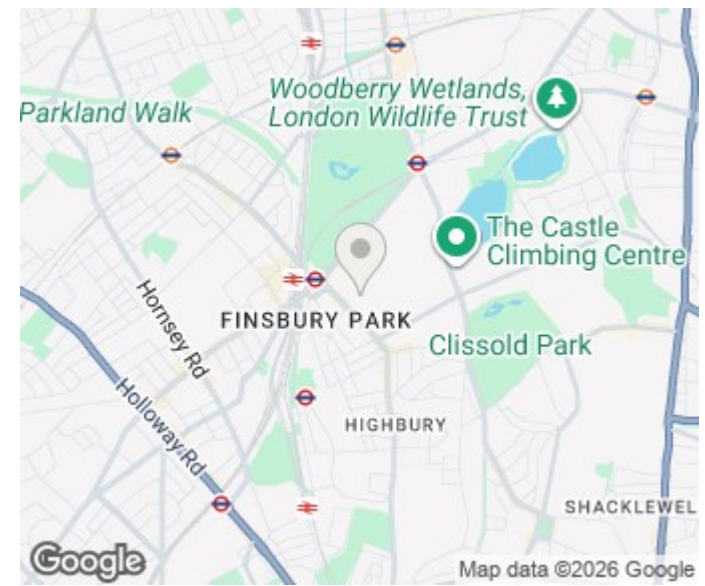 Woodberry Wetlands,
London Wildlife Trust
Parkland Walk
The Castle
Climbing Centre
FINSBURY PARK
Hornsey Rd
Clissold Park
Holloway Rd
HIGHBURY
SHACKLEWEL
Google
Map data ©2026 Google